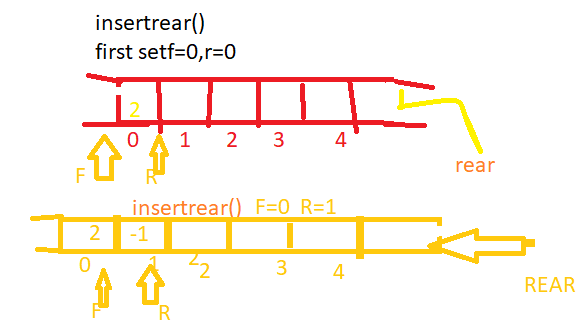 insertrear()
first setf=0,r=0
2
0 1 2 3 4
F R
rear
insertrear() F=0 R=1
2 -1
0 1 2 2 3 4
REAR
F R